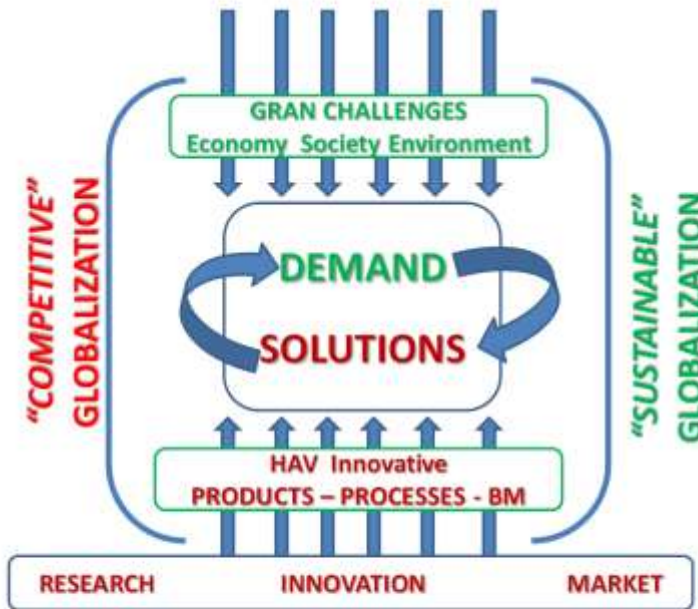 GRAN CHALLENGES
Economy Society Environment
"COMPETITIVE"
GLOBALIZATION
DEMAND
SOLUTIONS
"SUSTAINABLE"
GLOBALIZATION
HAV Innovative
PRODUCTS – PROCESSES - BM
RESEARCH INNOVATION MARKET